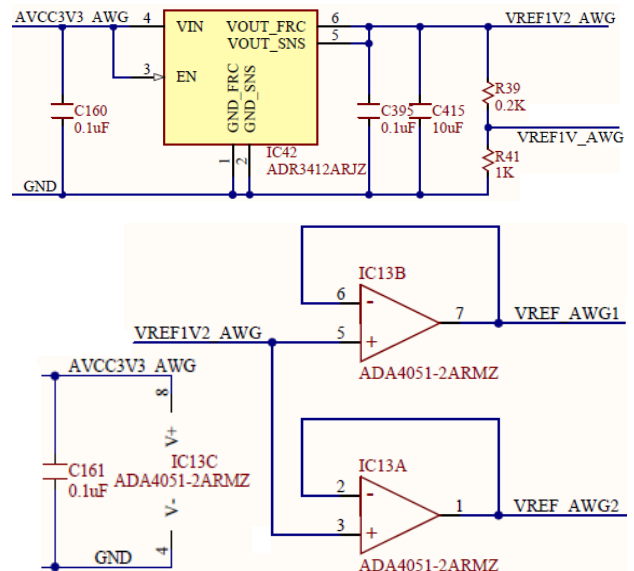 AVCC3V3_AWG 4 VIN VOUT_FRC 6 VREF1V2_AWG
VOUT_SNS 5
3 EN
GND_FRC
GND_SNS
C160
0.1uF
C395
0.1uF
C415
10uF
R39
0.2K
VREF1V_AWG
1
2
IC42
ADR3412ARJZ
R41
1K
GND
IC13B
6 -
7 VREF_AWG1
VREF1V2_AWG 5 +
ADA4051-2ARMZ
AVCC3V3_AWG
8
V+
C161
0.1uF
IC13C
ADA4051-2ARMZ
V-
4
GND
IC13A
2 -
1 VREF_AWG2
3 +
ADA4051-2ARMZ